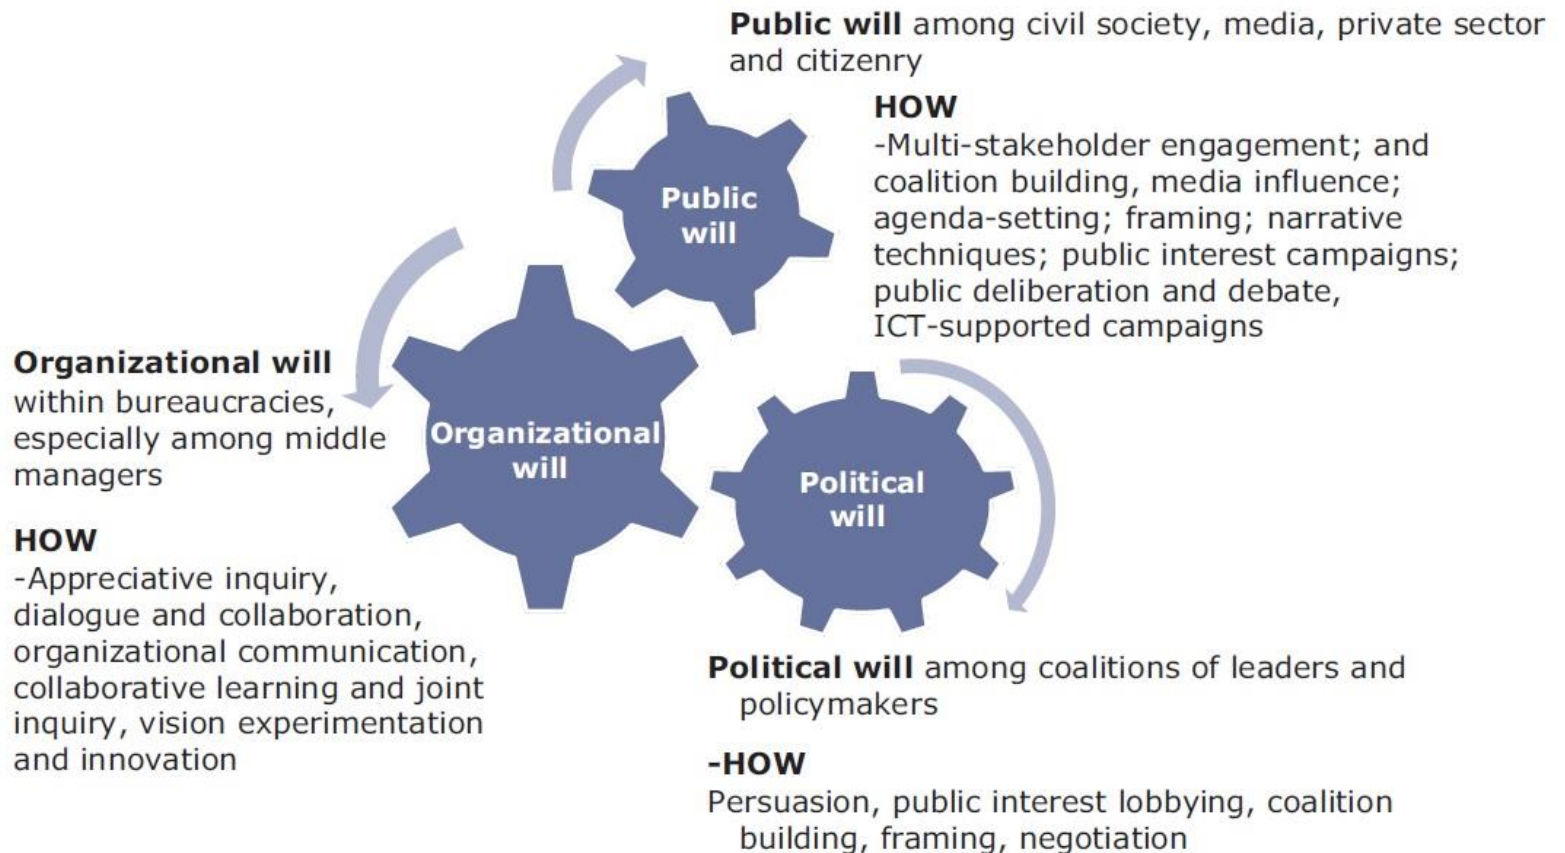 Public will among civil society, media, private sector
and citizenry
HOW
-Multi-stakeholder engagement; and
coalition building, media influence;
agenda-setting; framing; narrative
techniques; public interest campaigns;
public deliberation and debate,
ICT-supported campaigns
Public
will
Organizational will
within bureaucracies,
especially among middle
managers
HOW
-Appreciative inquiry,
dialogue and collaboration,
organizational communication,
collaborative learning and joint
inquiry, vision experimentation
and innovation
Organizational
will
Political
will
Political will among coalitions of leaders and
policymakers
-HOW
Persuasion, public interest lobbying, coalition
building, framing, negotiation